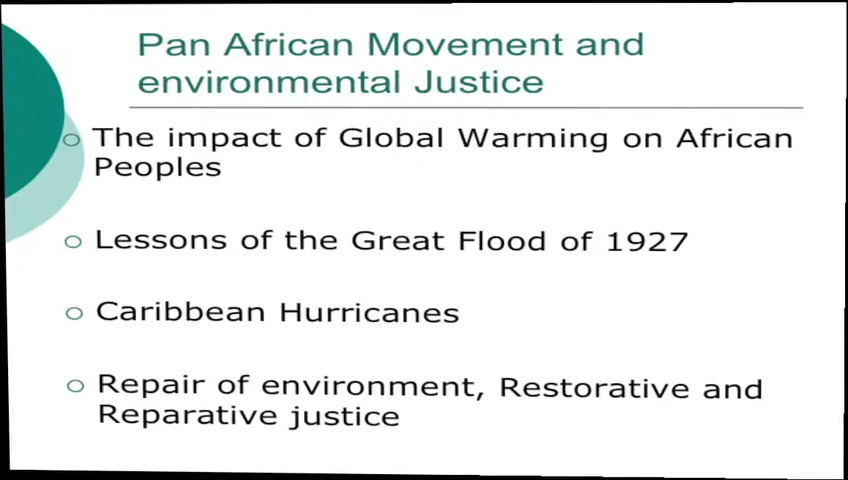 Pan African Movement and
environmental Justice
The impact of Global Warming on African
Peoples
Lessons of the Great Flood of 1927
Caribbean Hurricanes
Repair of environment, Restorative and
Reparative justice